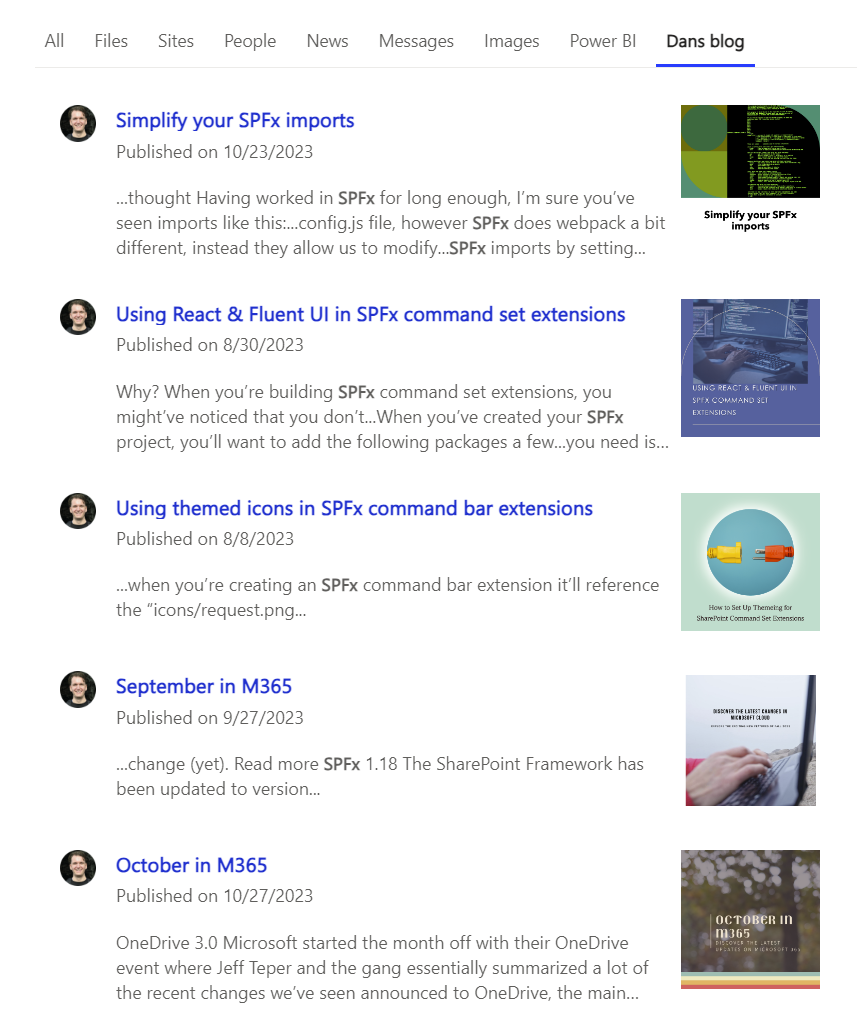 All Files Sites People News Messages Images Power BI Dans blog
Simplify your SPFx imports
Published on 10/23/2023
...thought Having worked in SPFx for long enough, I'm sure you've
seen imports like this:...config.js file, however SPFx does webpack a bit
different, instead they allow us to modify...SPFx imports by setting...
Simplify your SPFx
imports
Using React & Fluent UI in SPFx command set extensions
Published on 8/30/2023
Why? When you're building SPFx command set extensions, you
might've noticed that you don't...When you've created your SPFx
project, you'll want to add the following packages a few...you need is...
USING REACT & FLUENT UI IN
SPFX COMMAND SET
EXTENSIONS
Using themed icons in SPFx command bar extensions
Published on 8/8/2023
...when you're creating an SPFx command bar extension it'll reference
the "icons/request.png...
How to Set Up Themeing for
SharePoint Command Set Extensions
September in M365
Published on 9/27/2023
...change (yet). Read more SPFx 1.18 The SharePoint Framework has
been updated to version...
DISCOVER THE LATEST CHANGES IN
MICROSOFT CLOUD
October in M365
Published on 10/27/2023
OneDrive 3.0 Microsoft started the month off with their OneDrive
event where Jeff Teper and the gang essentially summarized a lot of
the recent changes we've seen announced to OneDrive, the main...
OCTOBER IN
M365
DISCOVER THE LATEST
UPDATES ON MICROSOFT 365